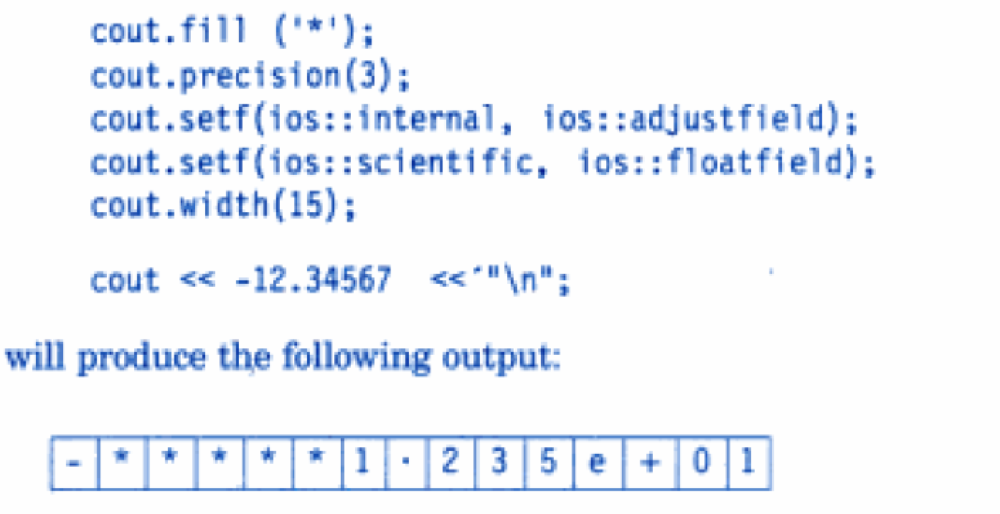 cout.fill ('*');
cout.precision(3);
cout.setf(ios::internal, ios::adjustfield);
cout.setf(ios::scientific, ios::floatfield);
cout.width(15);
cout << -12.34567 << "\n";
will produce the following output:
- * * * * * 1 . 2 3 5 e + 0 1